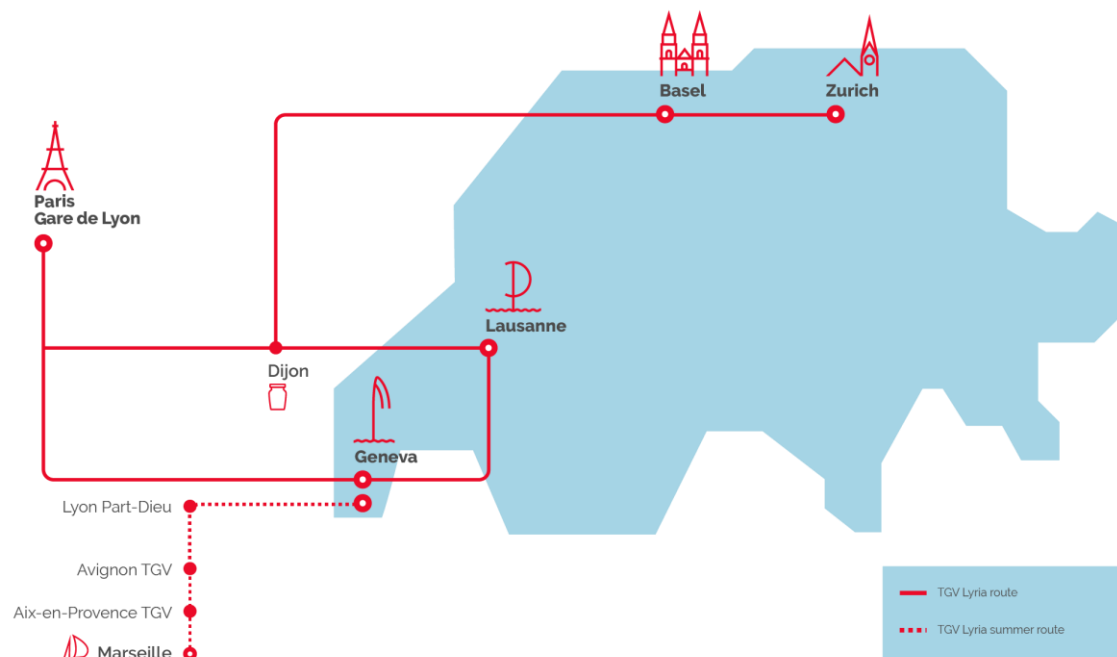 Basel
Zurich
Paris
Gare de Lyon
Lausanne
Dijon
Geneva
Lyon Part-Dieu
Avignon TGV
Aix-en-Provence TGV
Marseille
TGV Lyria route
TGV Lyria summer route